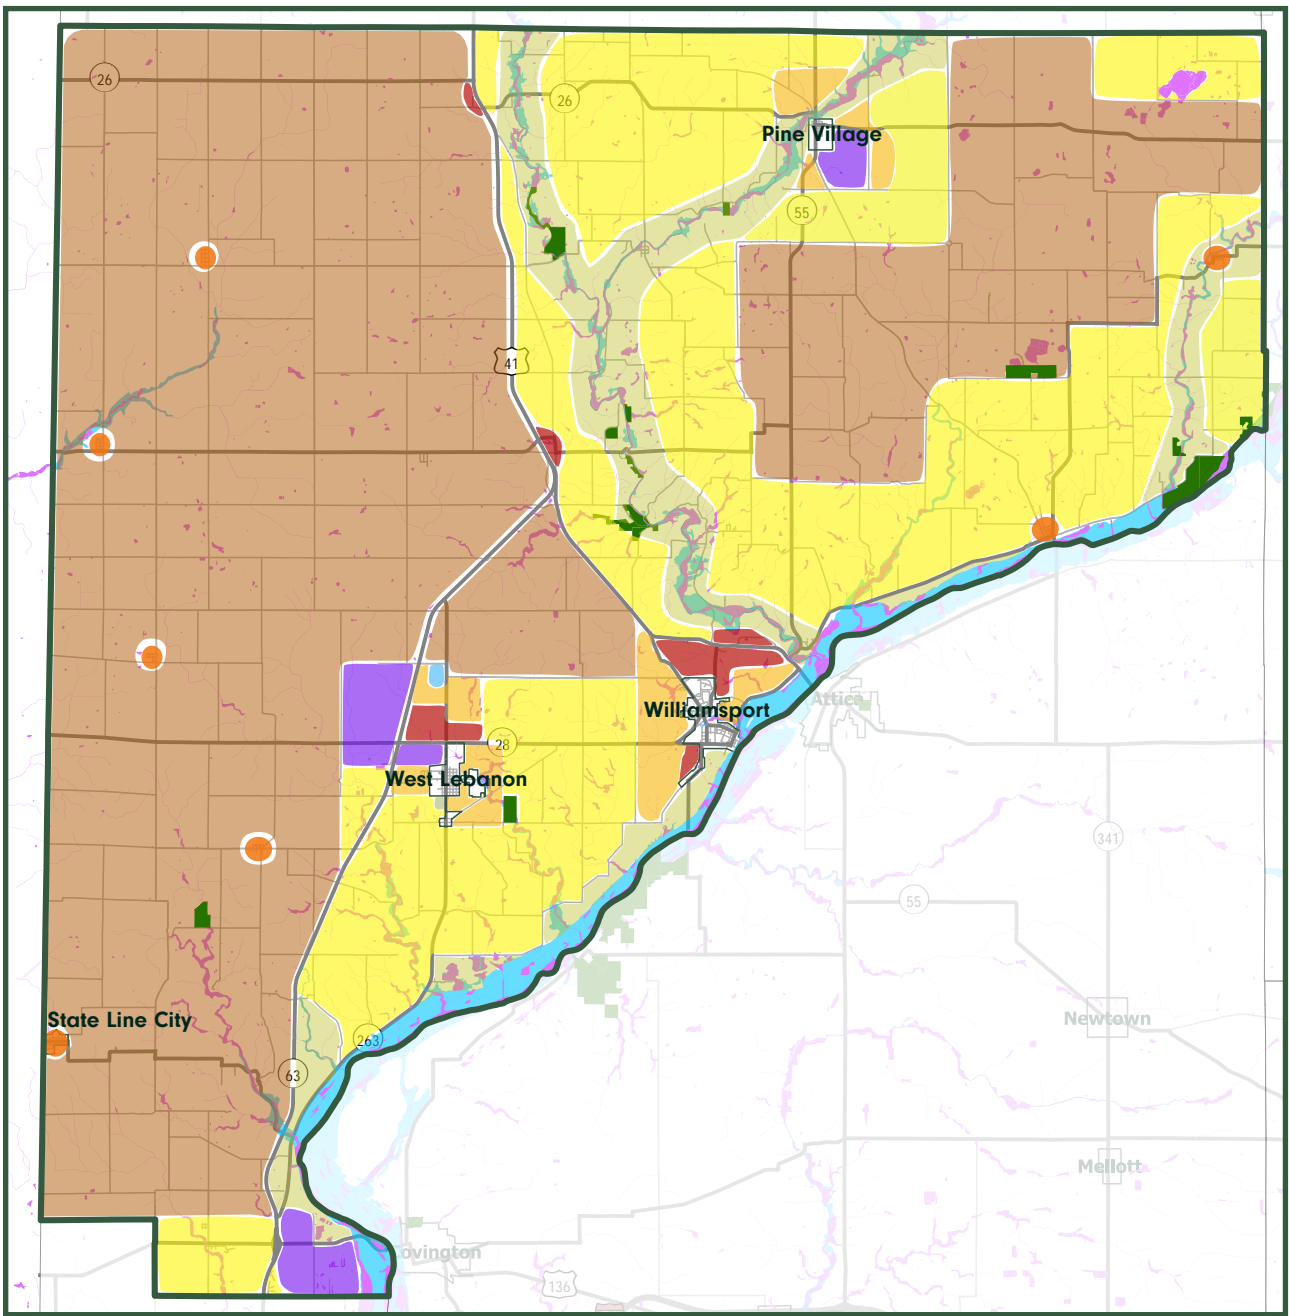 26
26
Pine Village
55
41
Williamsport
Attica
28
West Lebanon
341
55
State Line City
Newtown
263
63
Mellott
ovington
136